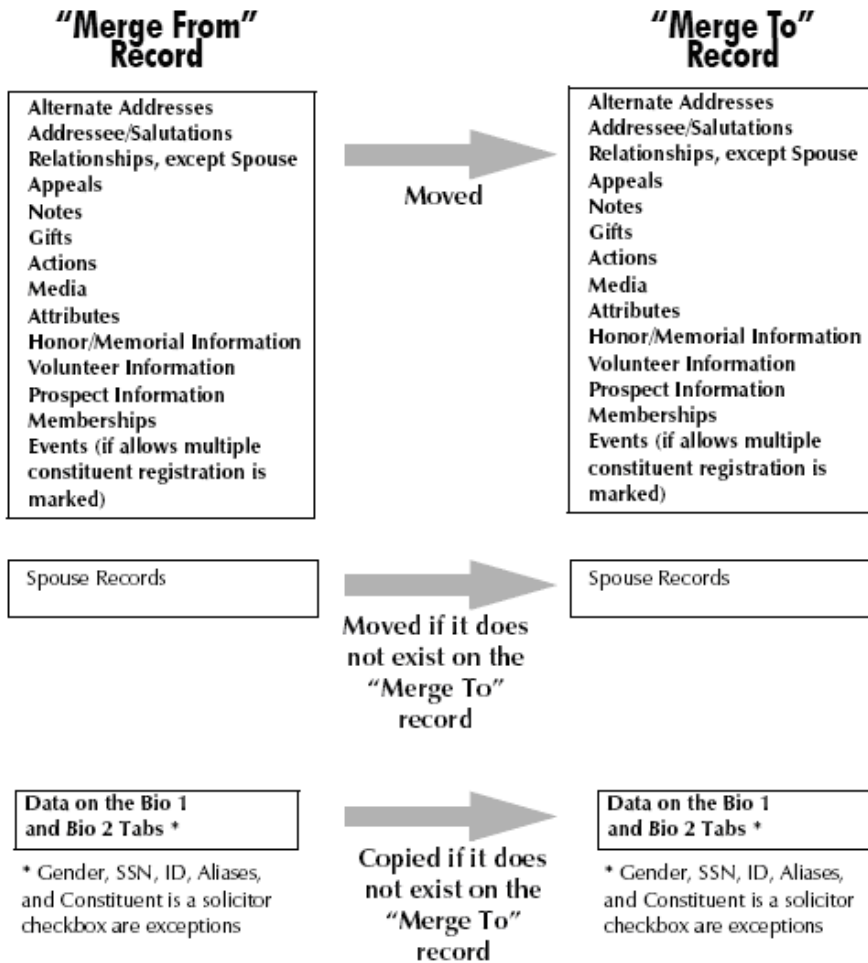 “Merge From”
Record
“Merge To”
Record
Alternate Addresses
Addressee/Salutations
Relationships, except Spouse
Appeals
Notes
Gifts
Actions
Media
Attributes
Honor/Memorial Information
Volunteer Information
Prospect Information
Memberships
Events (if allows multiple
constituent registration is
marked)
Moved
Alternate Addresses
Addressee/Salutations
Relationships, except Spouse
Appeals
Notes
Gifts
Actions
Media
Attributes
Honor/Memorial Information
Volunteer Information
Prospect Information
Memberships
Events (if allows multiple
constituent registration is
marked)
Spouse Records
Moved if it does
not exist on the
“Merge To”
record
Spouse Records
Data on the Bio 1
and Bio 2 Tabs *
* Gender, SSN, ID, Aliases,
and Constituent is a solicitor
checkbox are exceptions
Copied if it does
not exist on the
“Merge To”
record
Data on the Bio 1
and Bio 2 Tabs *
* Gender, SSN, ID, Aliases,
and Constituent is a solicitor
checkbox are exceptions